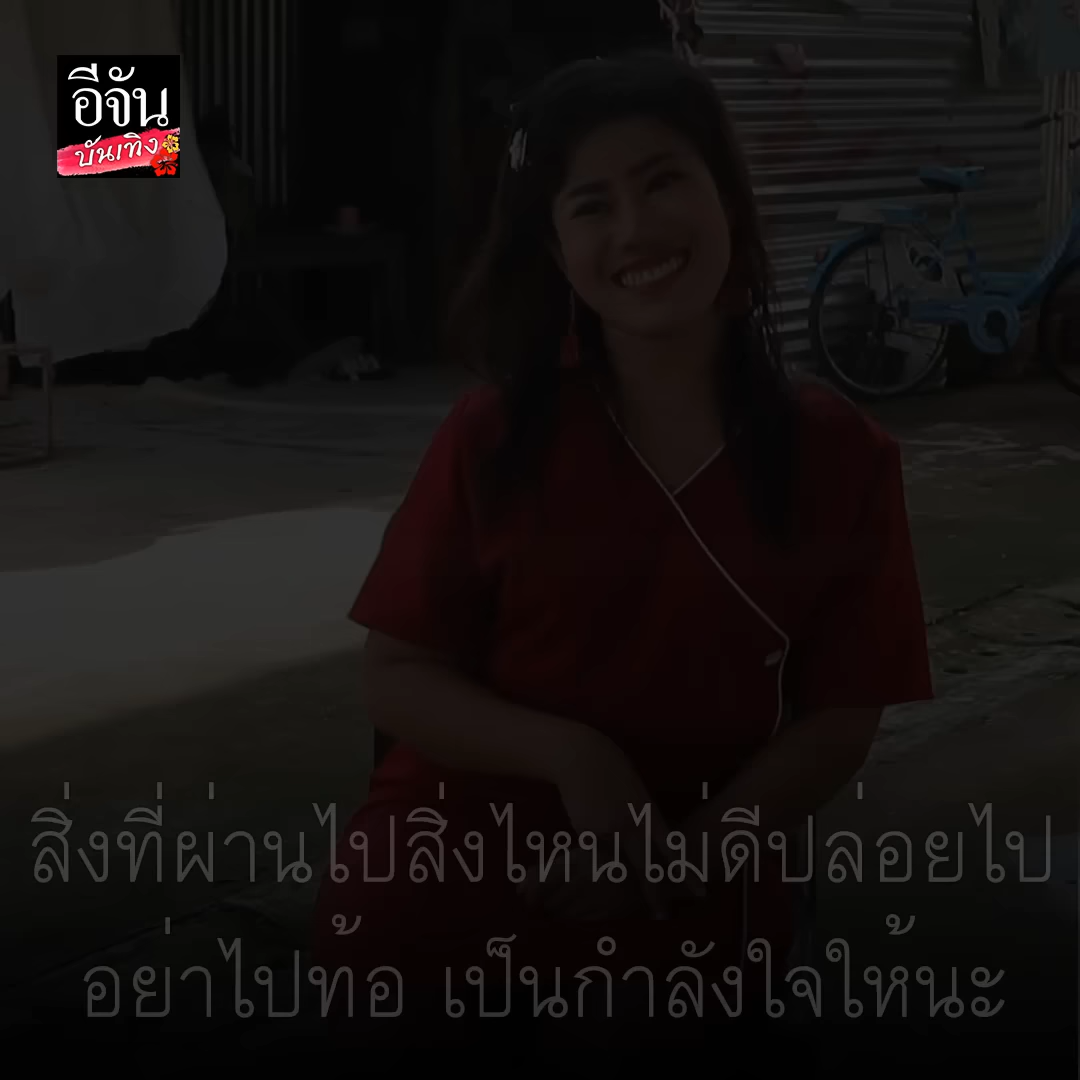 อีจัน
บันเทิง
สิ่งที่ผ่านไปสิ่งไหนไม่ดีปล่อยไป
อย่าไปท้อ เป็นกำลังใจให้นะ